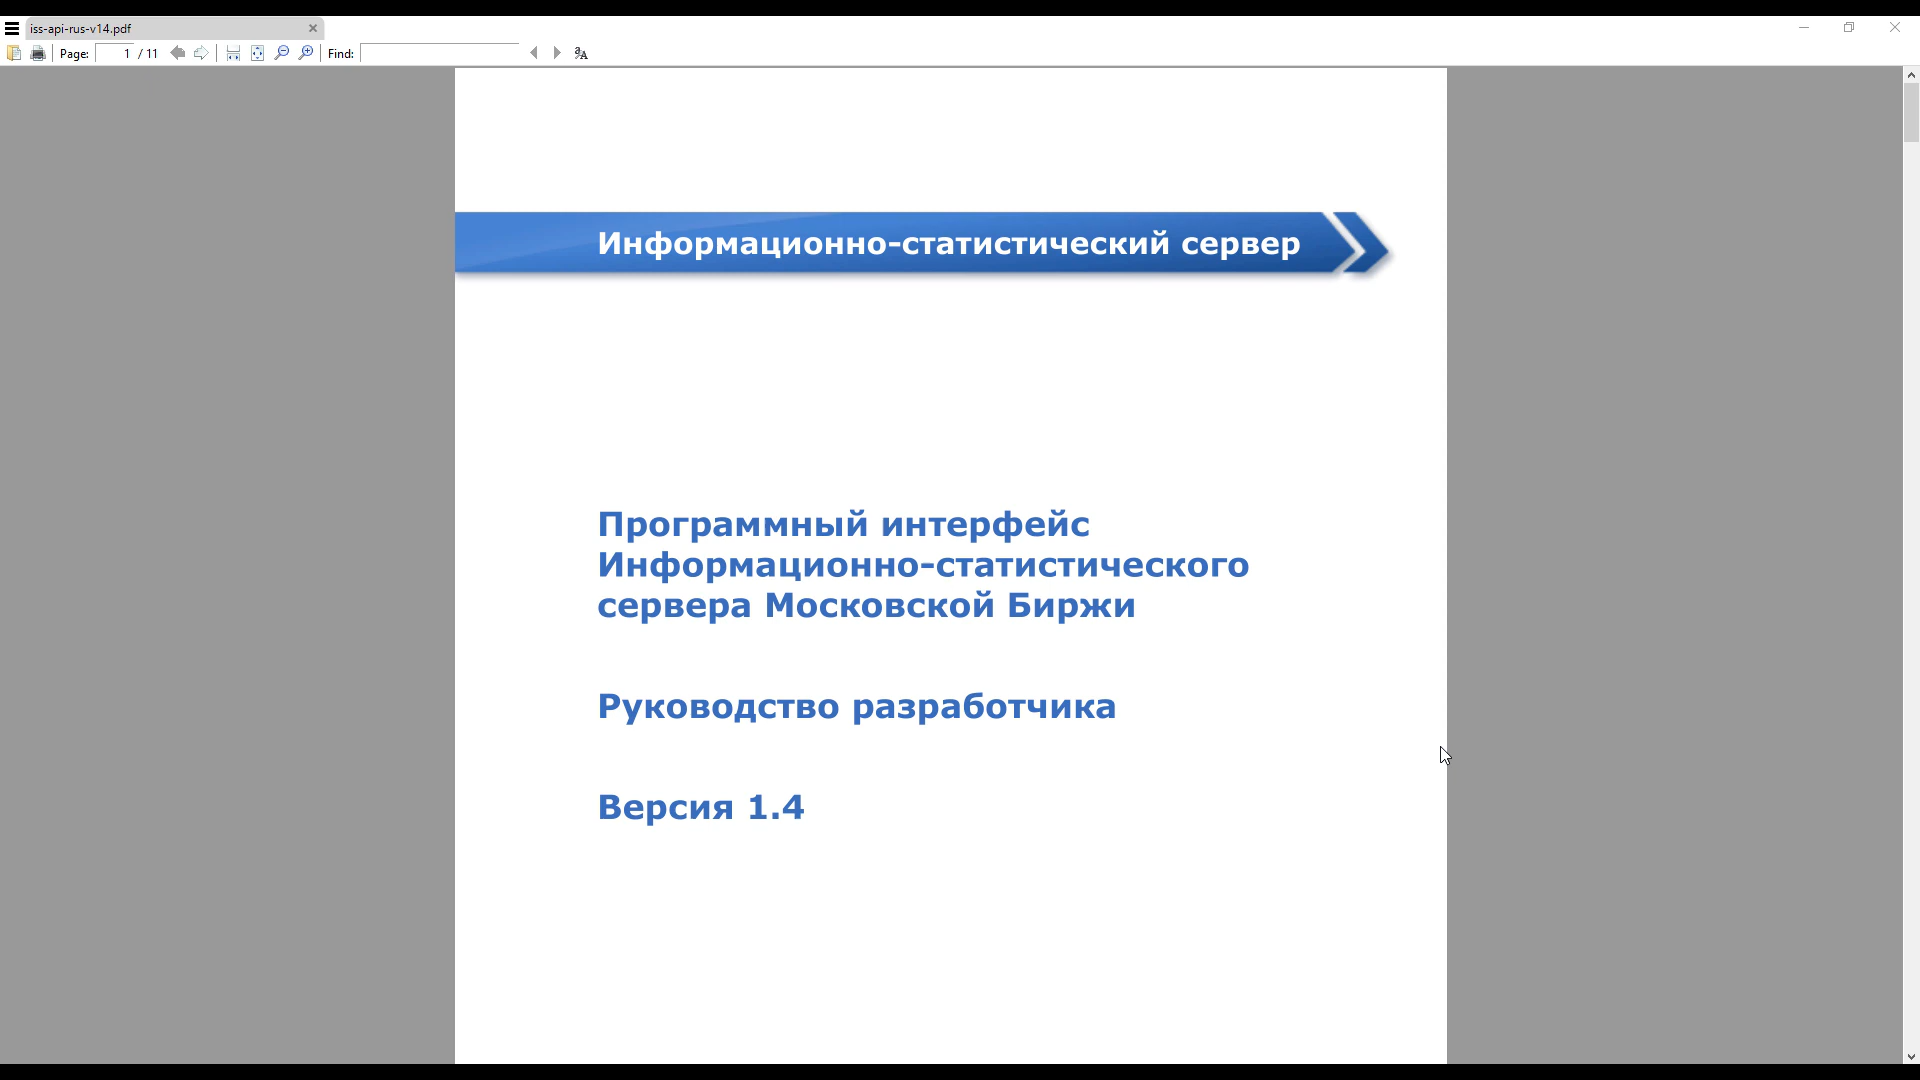 iss-api-rus-v14.pdf
Page: 1 / 11 Find:
Информационно-статистический сервер
Программный интерфейс
Информационно-статистического
сервера Московской Биржи
Руководство разработчика
Версия 1.4